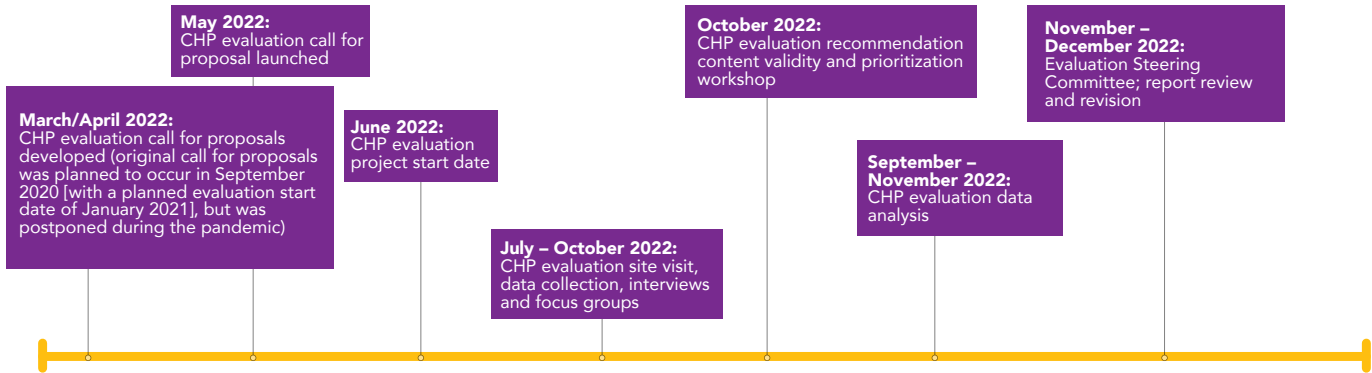 March/April 2022:
CHP evaluation call for proposals
developed (original call for proposals
was planned to occur in September
2020 [with a planned evaluation start
date of January 2021], but was
postponed during the pandemic)
May 2022:
CHP evaluation call for
proposal launched
June 2022:
CHP evaluation
project start date
July – October 2022:
CHP evaluation site visit,
data collection, interviews
and focus groups
October 2022:
CHP evaluation recommendation
content validity and prioritization
workshop
September –
November 2022:
CHP evaluation data
analysis
November –
December 2022:
Evaluation Steering
Committee; report review
and revision